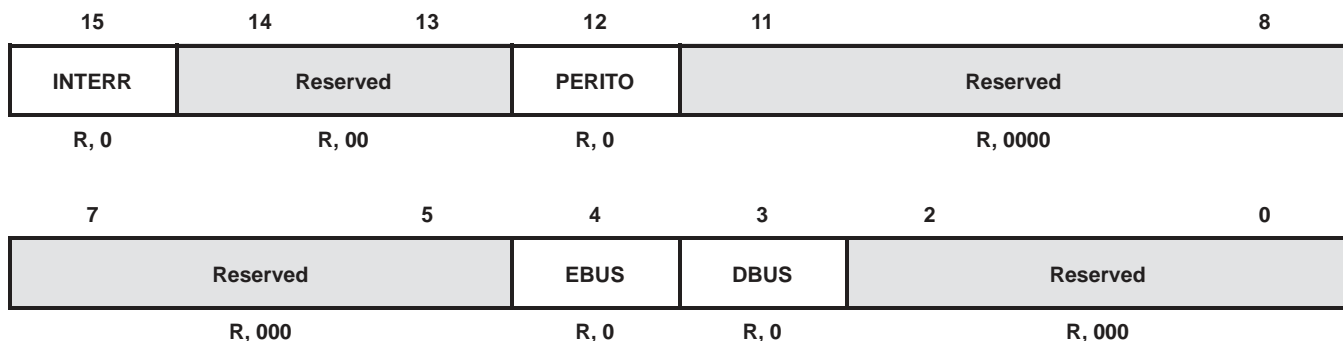 15 14 13 12 11 8
INTERR Reserved PERITO Reserved
R, 0 R, 00 R, 0 R, 0000
7 5 4 3 2 0
Reserved EBUS DBUS Reserved
R, 000 R, 0 R, 0 R, 000